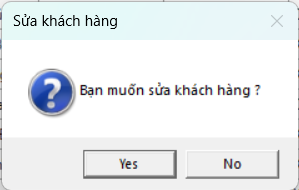 Sửa khách hàng
Bạn muốn sửa khách hàng ?
Yes
No